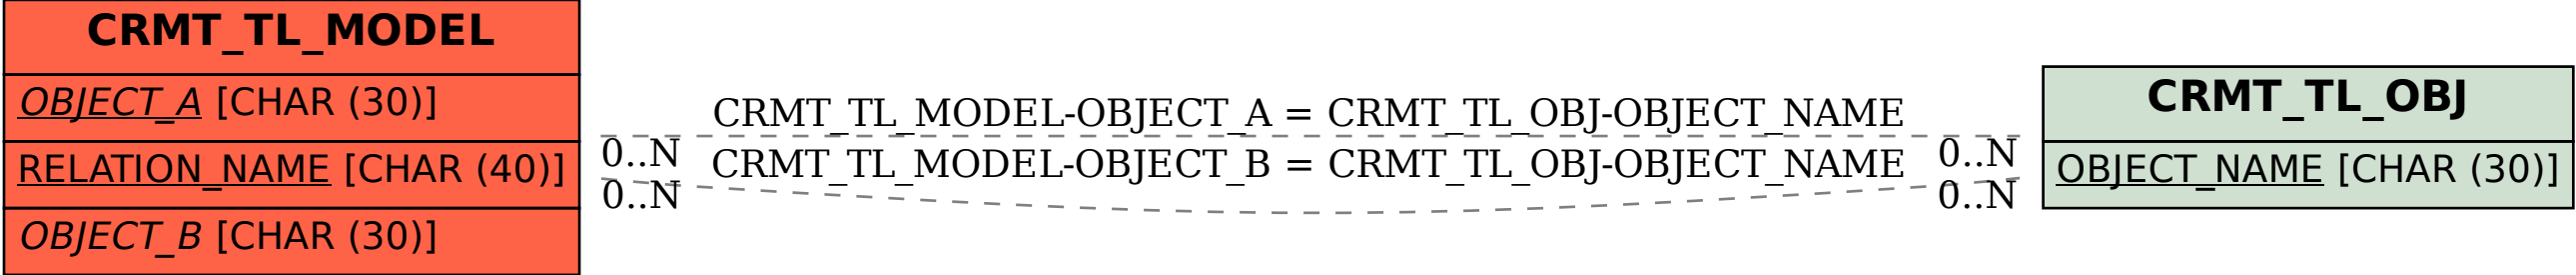 CRMT_TL_MODEL
OBJECT_A [CHAR (30)]
RELATION_NAME [CHAR (40)]
OBJECT_B [CHAR (30)]
CRMT_TL_MODEL-OBJECT_A = CRMT_TL_OBJ-OBJECT_NAME
0..N
0..N
CRMT_TL_MODEL-OBJECT_B = CRMT_TL_OBJ-OBJECT_NAME
0..N
0..N
CRMT_TL_OBJ
OBJECT_NAME [CHAR (30)]